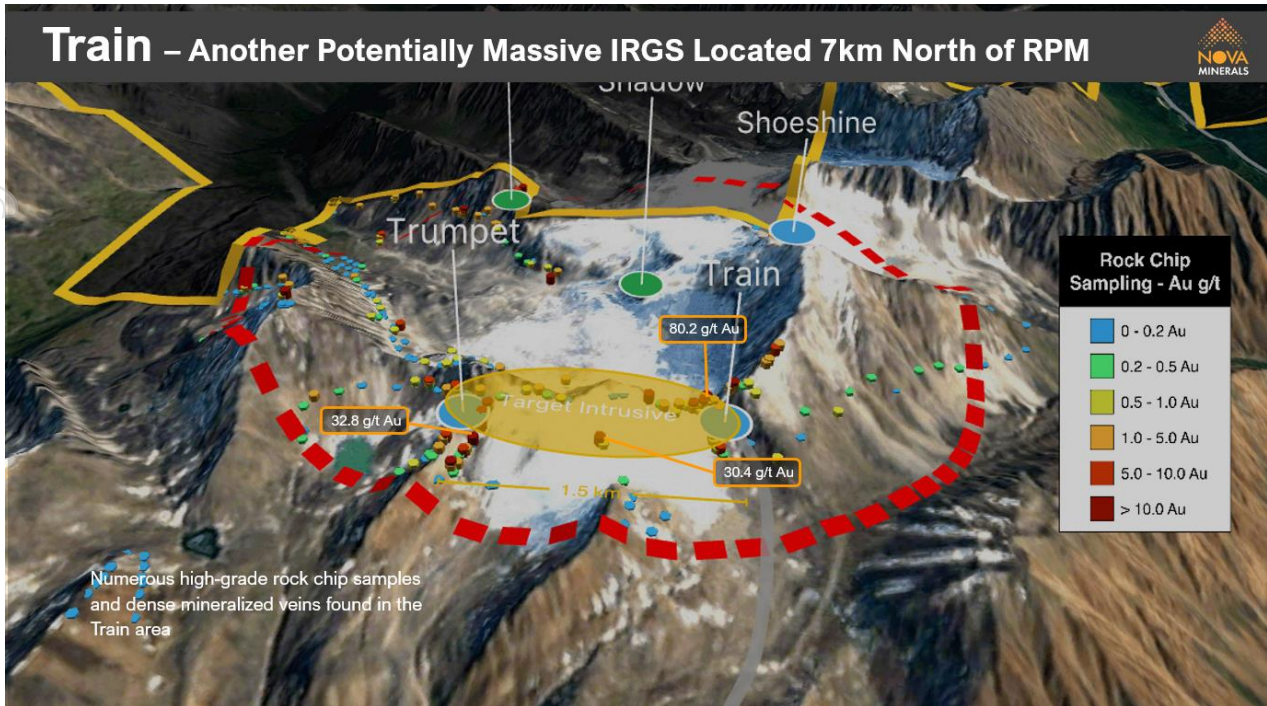 Train – Another Potentially Massive IRGS Located 7km North of RPM
NOVA
MINERALS
Shadow
Shoeshine
Trumpet
Train
80.2 g/t Au
Target Intrusive
32.8 g/t Au
30.4 g/t Au
1.5 km
Rock Chip
Sampling - Au g/t
0 - 0.2 Au
0.2 - 0.5 Au
0.5 - 1.0 Au
1.0 - 5.0 Au
5.0 - 10.0 Au
> 10.0 Au
Numerous high-grade rock chip samples
and dense mineralized veins found in the
Train area